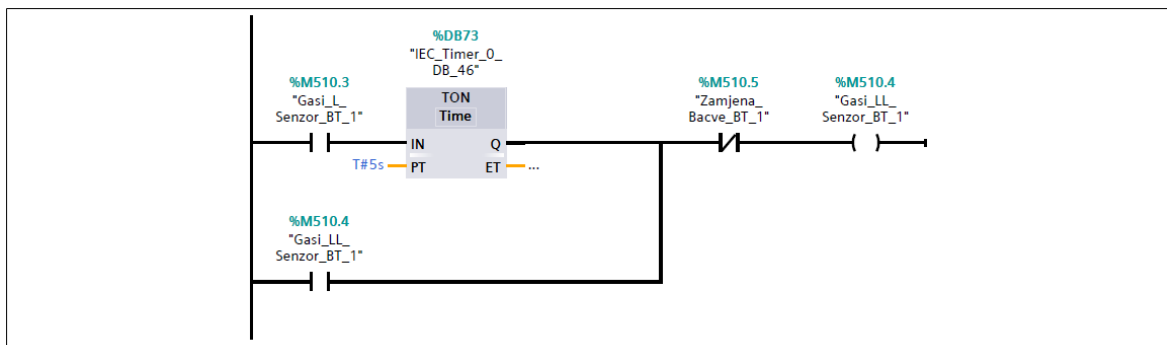 %DB73
"IEC_Timer_0_
DB_46"
%M510.3
"Gasi_L_
Senzor_BT_1"
TON
Time
IN
Q
T#5s
PT
ET
...
%M510.5
"Zamjena_
Bacve_BT_1"
%M510.4
"Gasi_LL_
Senzor_BT_1"
%M510.4
"Gasi_LL_
Senzor_BT_1"